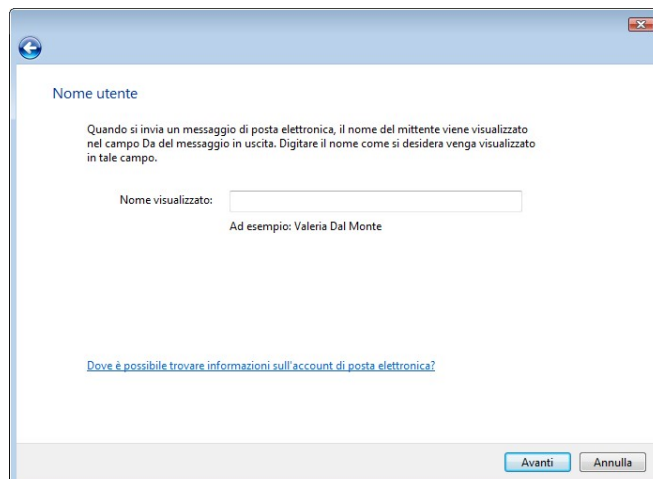 Nome utente
Quando si invia un messaggio di posta elettronica, il nome del mittente viene visualizzato
nel campo Da del messaggio in uscita. Digitare il nome come si desidera venga visualizzato
in tale campo.
Nome visualizzato:
Ad esempio: Valeria Dal Monte
Dove è possibile trovare informazioni sull'account di posta elettronica?
Avanti
Annulla